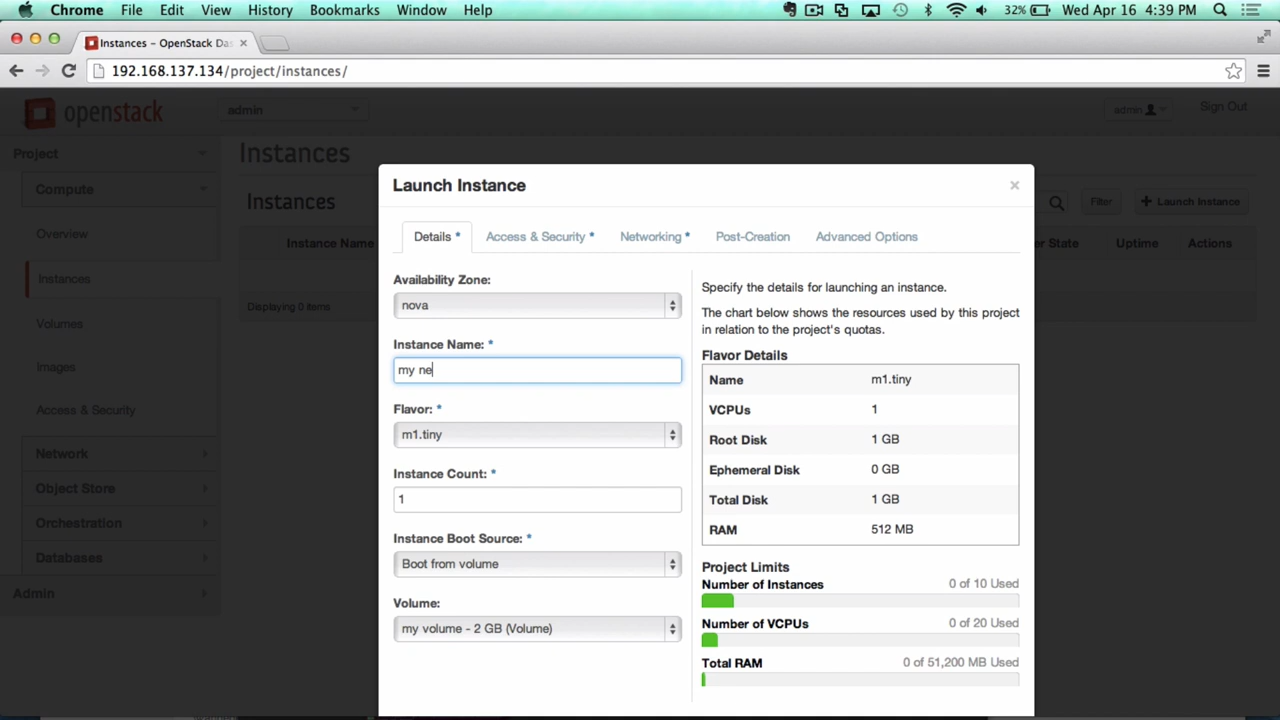 Chrome File Edit View History Bookmarks Window Help 32% Wed Apr 16 4:39 PM
Instances – OpenStack Das
192.168.137.134/project/instances/
openstack admin admin Sign Out
Project
Instances
Compute
Instances Filter + Launch Instance
Overview
Instance Name er State Uptime Actions
Instances
Displaying 0 items
Volumes
Images
Access & Security
Network
Object Store
Orchestration
Databases
Admin
Launch Instance ×
Details * Access & Security * Networking * Post-Creation Advanced Options
Availability Zone:
nova
Instance Name: *
my ne
Flavor: *
m1.tiny
Instance Count: *
1
Instance Boot Source: *
Boot from volume
Volume:
my volume - 2 GB (Volume)
Specify the details for launching an instance.
The chart below shows the resources used by this project
in relation to the project's quotas.
Flavor Details
Name m1.tiny
VCPUs 1
Root Disk 1 GB
Ephemeral Disk 0 GB
Total Disk 1 GB
RAM 512 MB
Project Limits
Number of Instances 0 of 10 Used
Number of VCPUs 0 of 20 Used
Total RAM 0 of 51,200 MB Used